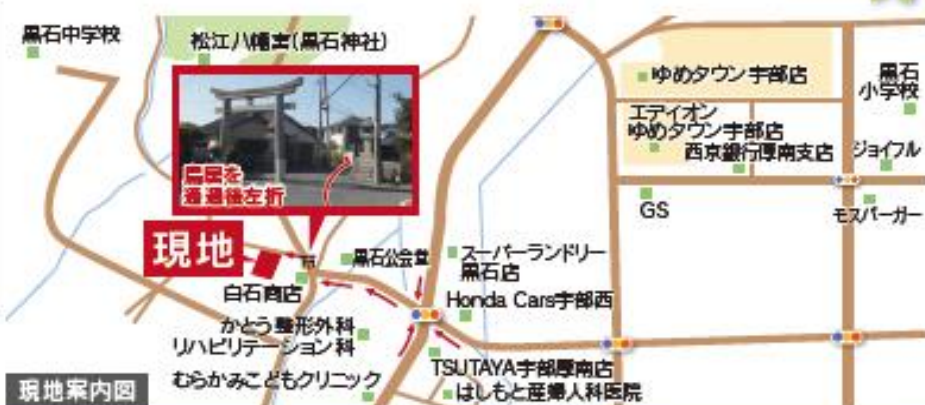 黒石中学校
松江八幡宮(黒石神社)
ゆめタウン宇部店
黒石
小学校
エディオン
ゆめタウン宇部店
西京銀行厚南支店
ジョイフル
鳥居を
通過後左折
GS
モスバーガー
現地
黒石公会堂
スーパーランドリー
黒石店
白石商店
Honda Cars宇部西
かとう整形外科
リハビリテーション科
TSUTAYA宇部厚南店
むらかみこどもクリニック
はしもと産婦人科医院
現地案内図